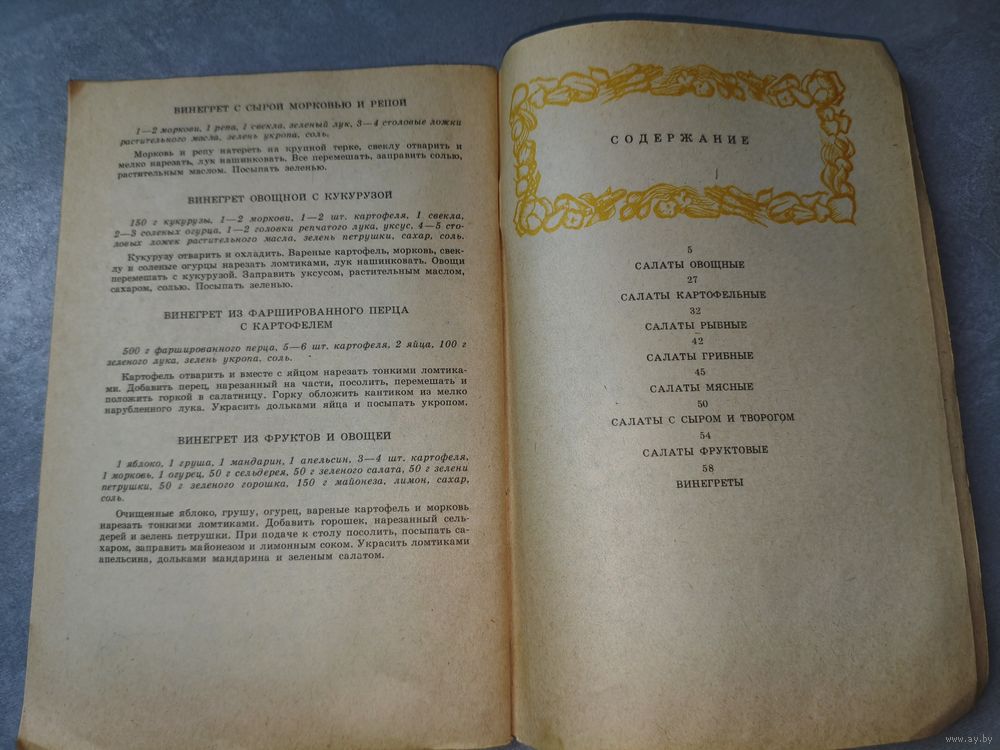 ВИНЕГРЕТ С СЫРОЙ МОРКОВЬЮ И РЕПОЙ
1—2 моркови, 1 репа, 1 свекла, зеленый лук, 3—4 столовые ложки
растительного масла, зелень укропа, соль.
Морковь и репу натереть на крупной терке, свеклу отварить и
мелко нарезать, лук нашинковать. Все перемешать, заправить солью,
растительным маслом. Посыпать зеленью.
ВИНЕГРЕТ ОВОЩНОЙ С КУКУРУЗОЙ
150 г кукурузы, 1—2 моркови, 1—2 шт. картофеля, 1 свекла,
2—3 соленых огурца, 1—2 головки репчатого лука, уксус, 4—5 сто-
ловых ложек растительного масла, зелень петрушки, сахар, соль.
Кукурузу отварить и охладить. Вареные картофель, морковь, свек-
лу и соленые огурцы нарезать ломтиками, лук нашинковать. Овощи
перемешать с кукурузой. Заправить уксусом, растительным маслом,
сахаром, солью. Посыпать зеленью.
ВИНЕГРЕТ ИЗ ФАРШИРОВАННОГО ПЕРЦА
С КАРТОФЕЛЕМ
500 г фаршированного перца, 5—6 шт. картофеля, 2 яйца, 100 г
зеленого лука, зелень укропа, соль.
Картофель отварить и вместе с яйцом нарезать тонкими ломтика-
ми. Добавить перец, нарезанный на части, посолить, перемешать и
положить горкой в салатницу. Горку обложить кантиком из мелко
нарубленного лука. Украсить дольками яйца и посыпать укропом.
ВИНЕГРЕТ ИЗ ФРУКТОВ И ОВОЩЕЙ
1 яблоко, 1 груша, 1 мандарин, 1 апельсин, 3—4 шт. картофеля,
1 морковь, 1 огурец, 50 г сельдерея, 50 г зеленого салата, 50 г зелени
петрушки, 50 г зеленого горошка, 150 г майонеза, лимон, сахар,
соль.
Очищенные яблоко, грушу, огурец, вареные картофель и морковь
нарезать тонкими ломтиками. Добавить горошек, нарезанный сель-
дерей и зелень петрушки. При подаче к столу посолить, посыпать са-
харом, заправить майонезом и лимонным соком. Украсить ломтиками
апельсина, дольками мандарина и зеленым салатом.
СОДЕРЖАНИЕ
5
САЛАТЫ ОВОЩНЫЕ
27
САЛАТЫ КАРТОФЕЛЬНЫЕ
32
САЛАТЫ РЫБНЫЕ
42
САЛАТЫ ГРИБНЫЕ
45
САЛАТЫ МЯСНЫЕ
50
САЛАТЫ С СЫРОМ И ТВОРОГОМ
54
САЛАТЫ ФРУКТОВЫЕ
58
ВИНЕГРЕТЫ
www.ay.by